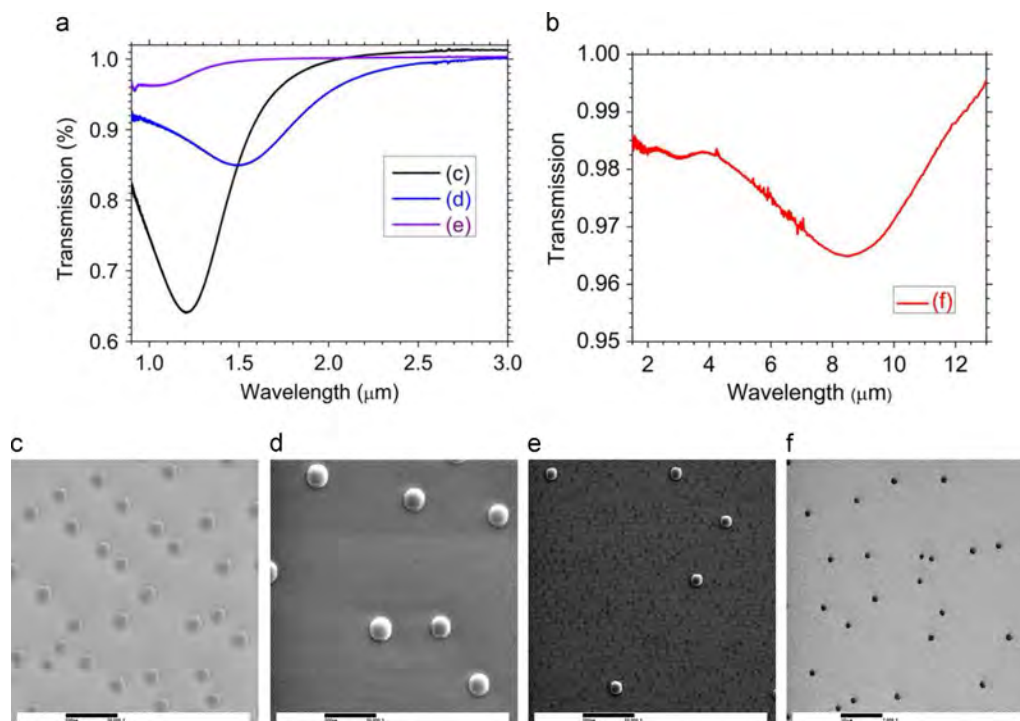 a
b
1.0
0.9
0.8
0.7
0.6
Transmission (%)
(c)
(d)
(e)
1.0
1.5
2.0
2.5
3.0
Wavelength (μm)
1.00
0.99
0.98
0.97
0.96
0.95
Transmission
(f)
2
4
6
8
10
12
Wavelength (μm)
c
d
e
f